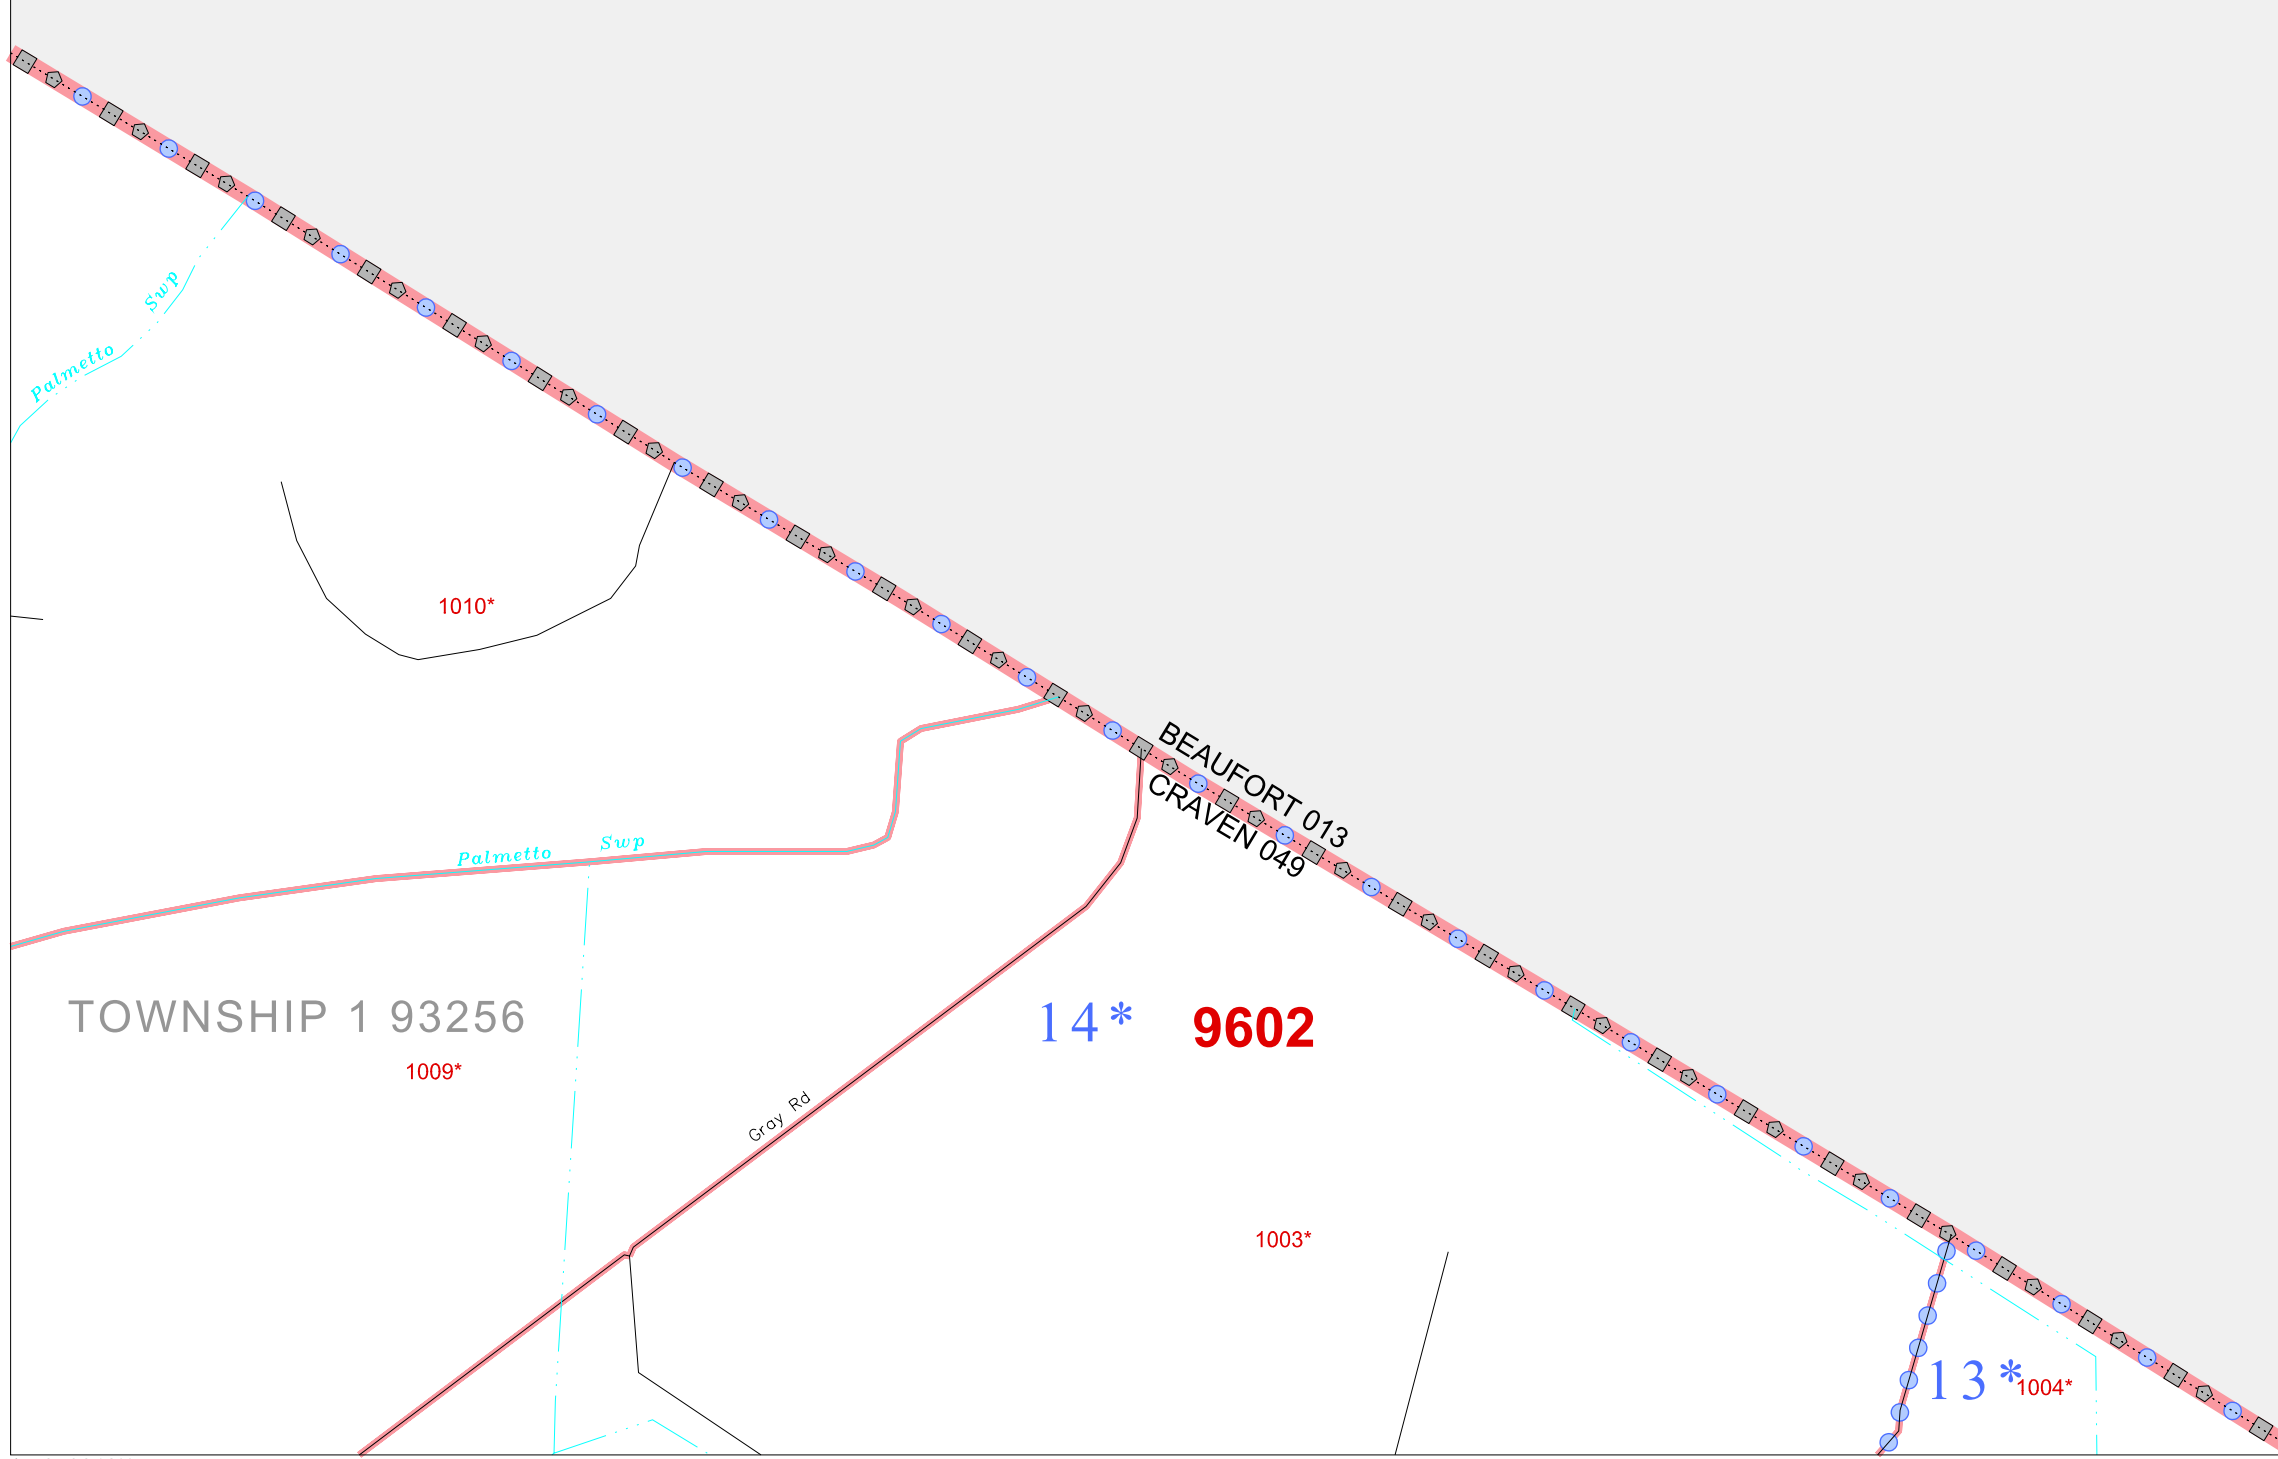 Swp
Palmetto
1010*
BEAUFORT 013
CRAVEN 049
Palmetto Swp
TOWNSHIP 1 93256
14* 9602
1009*
Gray Rd
1003*
13* 1004*